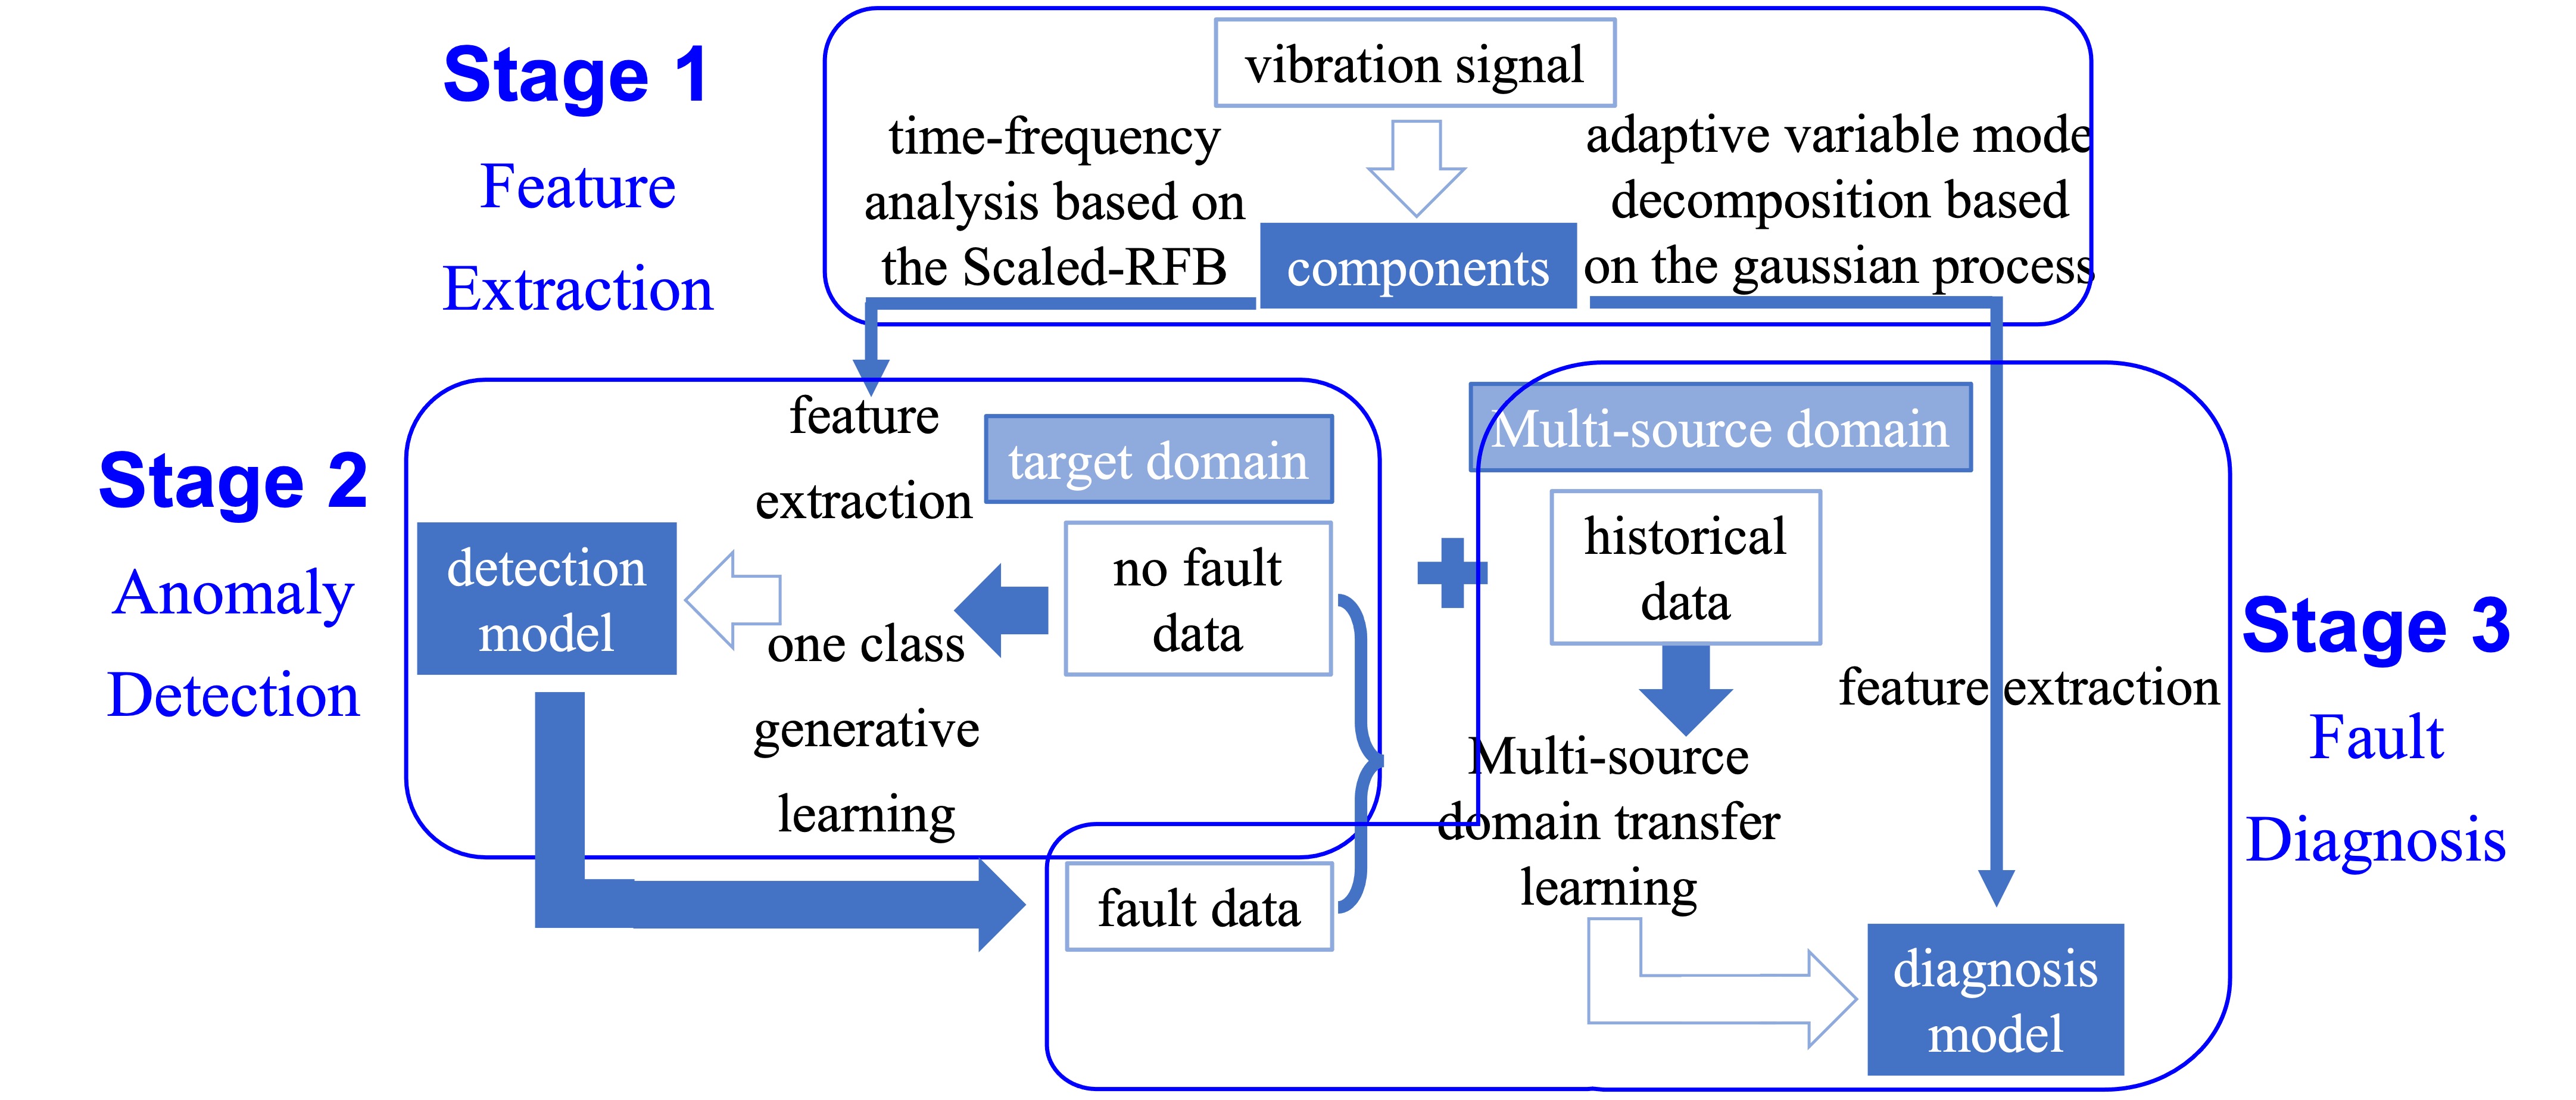 Stage 1
Feature
Extraction
vibration signal
time-frequency
analysis based on
the Scaled-RFB
components
adaptive variable mode
decomposition based
on the gaussian process
Stage 2
Anomaly
Detection
detection
model
feature
extraction
one class
generative
learning
target domain
no fault
data
fault data
Multi-source domain
historical
data
Multi-source
domain transfer
learning
feature extraction
diagnosis
model
Stage 3
Fault
Diagnosis